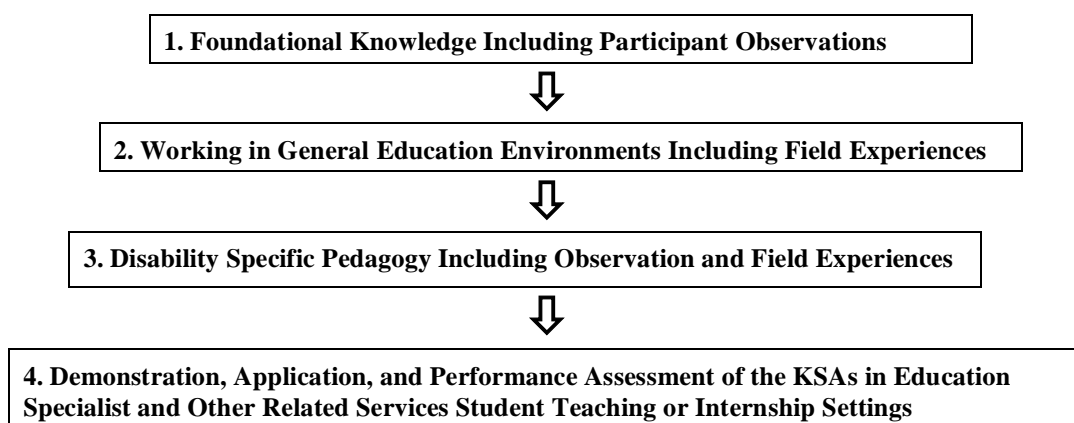 1. Foundational Knowledge Including Participant Observations
2. Working in General Education Environments Including Field Experiences
3. Disability Specific Pedagogy Including Observation and Field Experiences
4. Demonstration, Application, and Performance Assessment of the KSAs in Education
Specialist and Other Related Services Student Teaching or Internship Settings